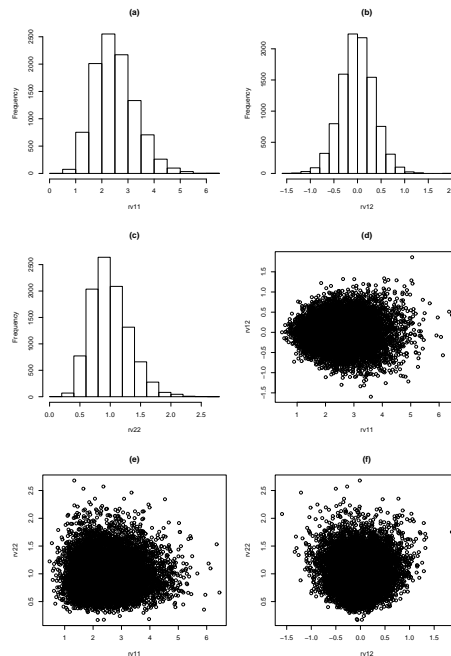 (a)
Frequency
0 500 1500 2500
0 1 2 3 4 5 6
rv11
(b)
Frequency
0 500 1000 1500 2000
−1.5 −1.0 −0.5 0.0 0.5 1.0 1.5 2.0
rv12
(c)
Frequency
0 500 1500 2500
0.0 0.5 1.0 1.5 2.0 2.5
rv22
(d)
rv12
−1.5 −1.0 −0.5 0.0 0.5 1.0 1.5
1 2 3 4 5 6
rv11
(e)
rv22
0.5 1.0 1.5 2.0 2.5
1 2 3 4 5 6
rv11
(f)
rv22
0.5 1.0 1.5 2.0 2.5
−1.5 −1.0 −0.5 0.0 0.5 1.0 1.5
rv12